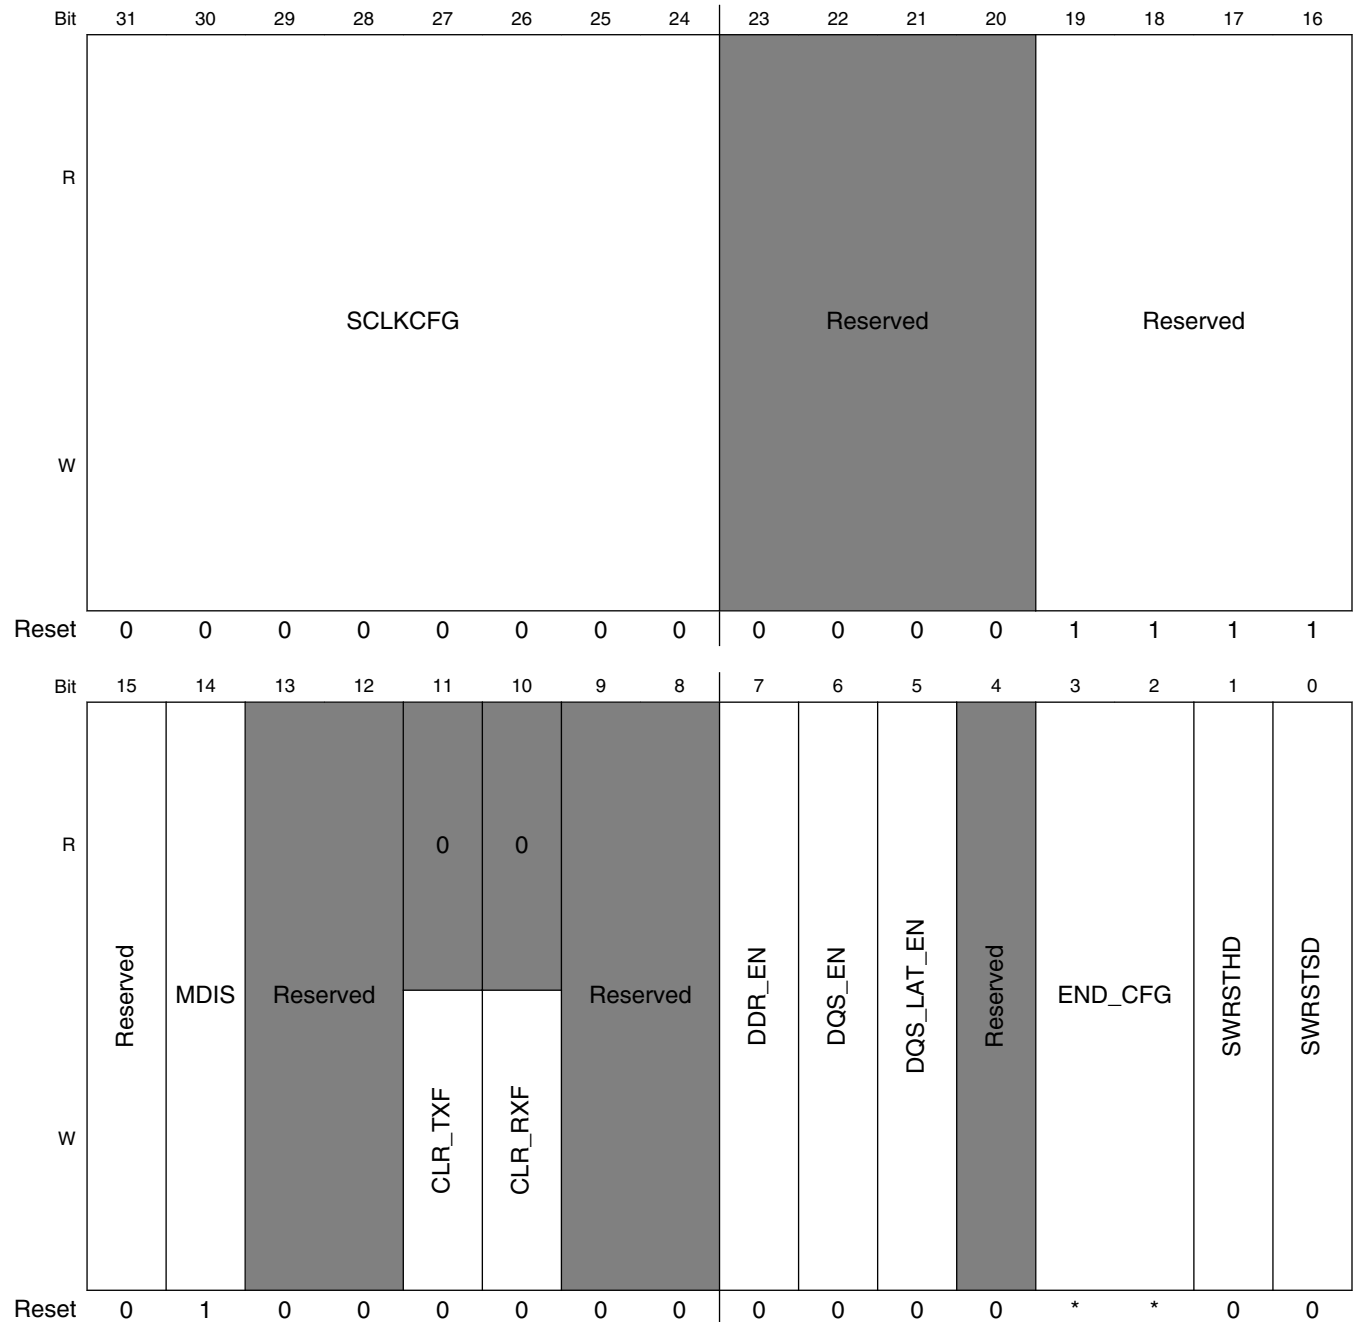 Bit 31 30 29 28 27 26 25 24 23 22 21 20 19 18 17 16
R
SCLKCFG Reserved Reserved
W
Reset 0 0 0 0 0 0 0 0 0 0 0 0 1 1 1 1
Bit 15 14 13 12 11 10 9 8 7 6 5 4 3 2 1 0
R 0 0
Reserved MDIS Reserved Reserved DDR_EN DQS_EN DQS_LAT_EN Reserved END_CFG SWRSTHD SWRSTSD
W CLR_TXF CLR_RXF
Reset 0 1 0 0 0 0 0 0 0 0 0 0 * * 0 0